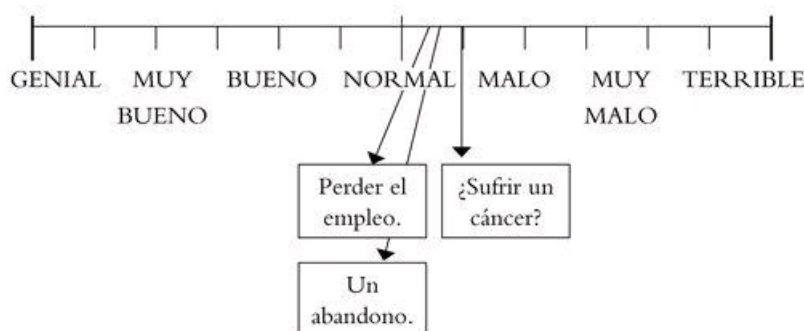 GENIAL MUY BUENO NORMAL MALO MUY TERRIBLE
BUENO MALO
Perder el
empleo.
¿Sufrir un
cáncer?
Un
abandono.